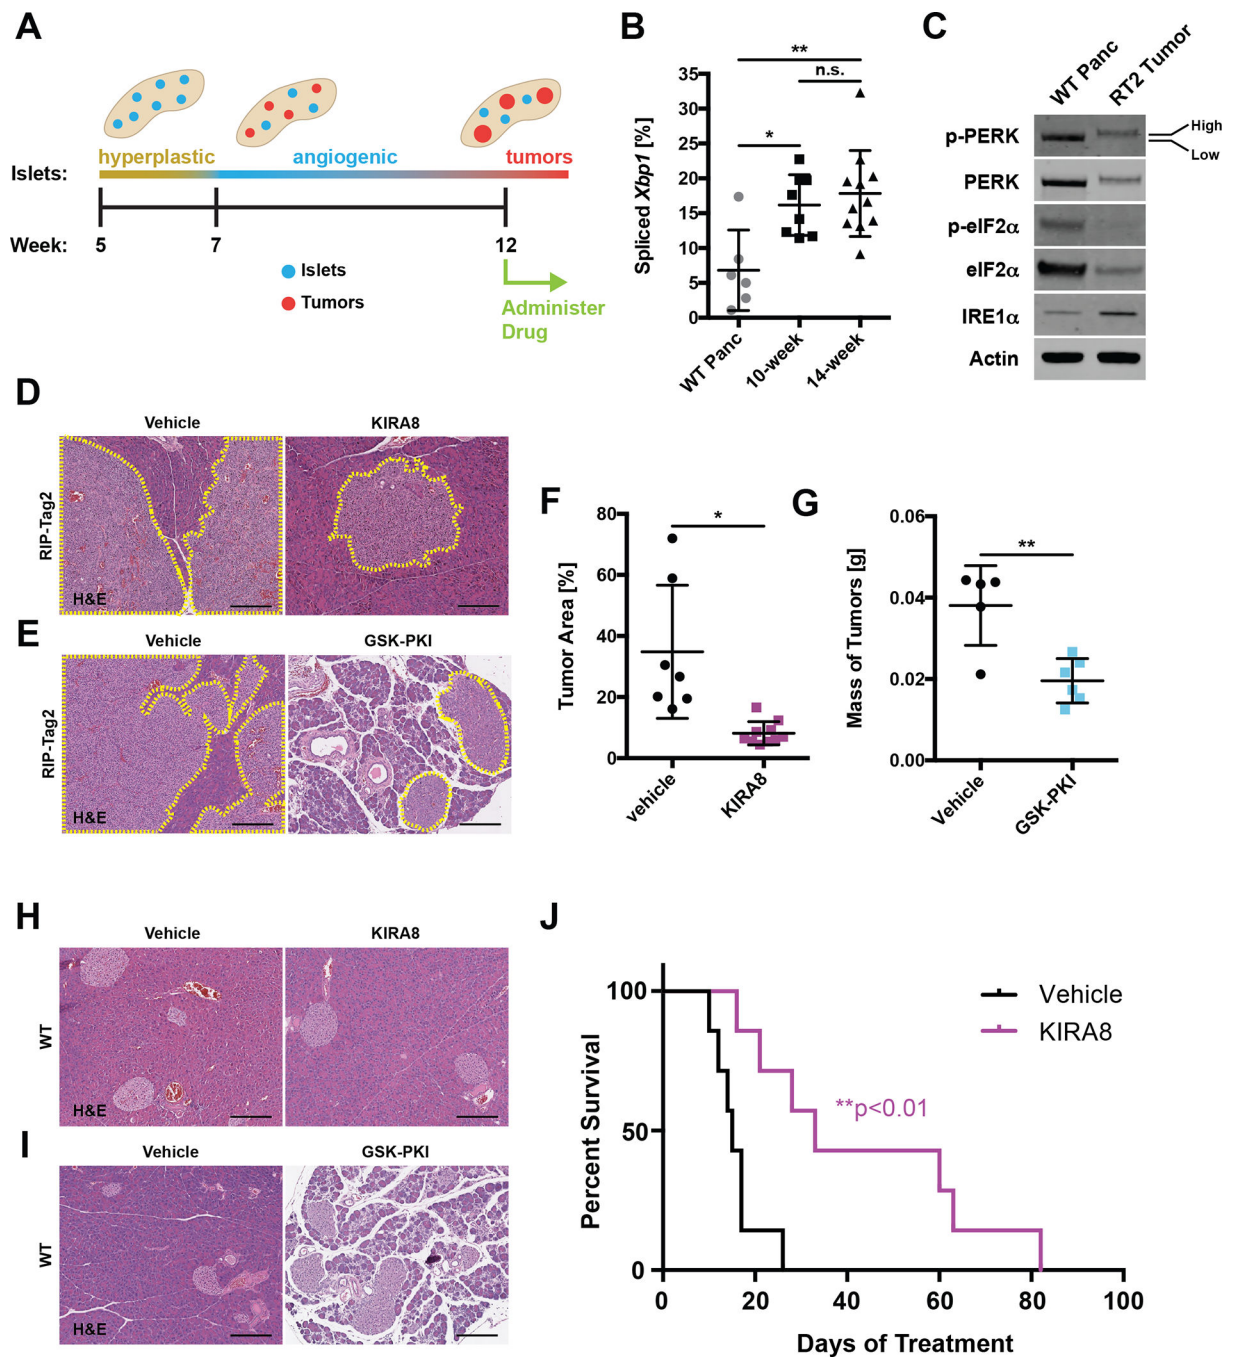 A
hyperplastic
angiogenic
tumors
Islets:
Week:
5
7
12
Islets
Tumors
Administer
Drug
B
**
n.s.
*
35
30
25
20
15
10
5
0
Spliced Xbp1 [%]
WT Panc
10-week
14-week
C
WT Panc
RT2 Tumor
p-PERK
High
Low
PERK
p-eIF2α
eIF2α
IRE1α
Actin
D
Vehicle
KIRA8
RIP-Tag2
H&E
E
Vehicle
GSK-PKI
RIP-Tag2
H&E
F
*
80
60
40
20
0
Tumor Area [%]
vehicle
KIRA8
G
**
0.06
0.04
0.02
0.00
Mass of Tumors [g]
Vehicle
GSK-PKI
H
Vehicle
KIRA8
WT
H&E
I
Vehicle
GSK-PKI
WT
H&E
J
100
50
0
Percent Survival
Vehicle
KIRA8
**p<0.01
0 20 40 60 80 100
Days of Treatment